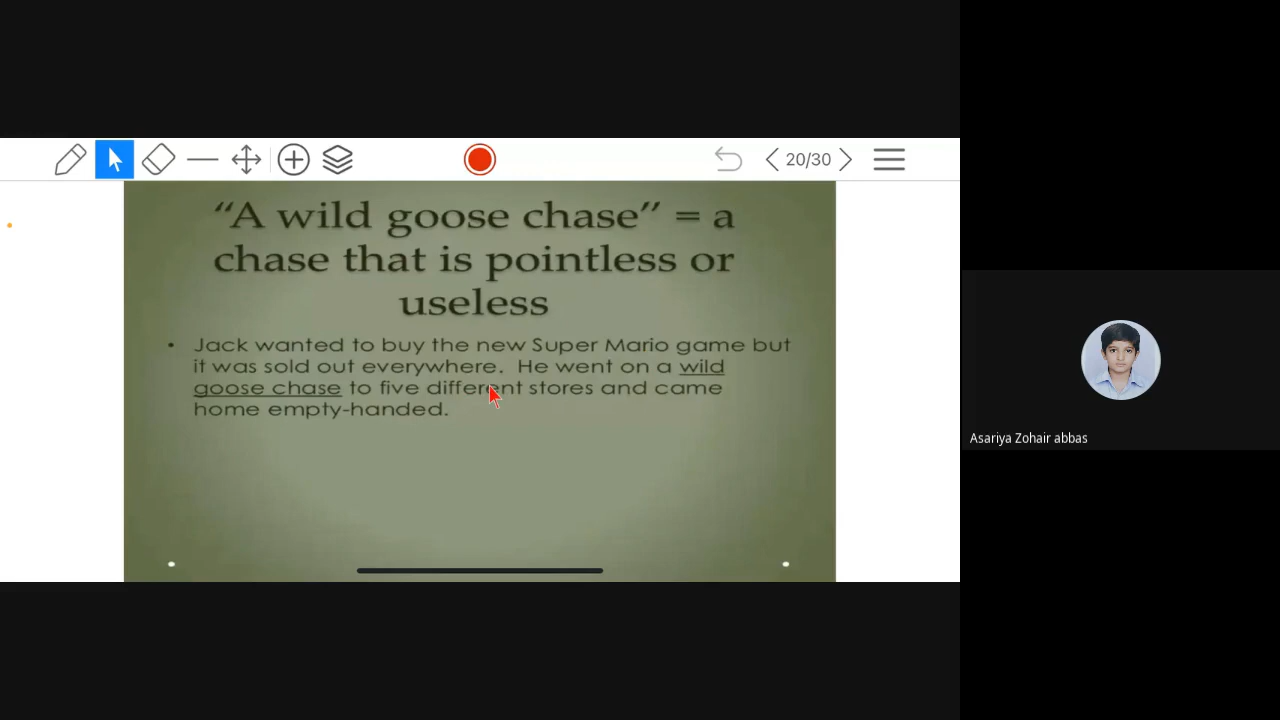 20/30
“A wild goose chase” = a
chase that is pointless or
useless
• Jack wanted to buy the new Super Mario game but
it was sold out everywhere. He went on a wild
goose chase to five different stores and came
home empty-handed.
Asariya Zohair abbas